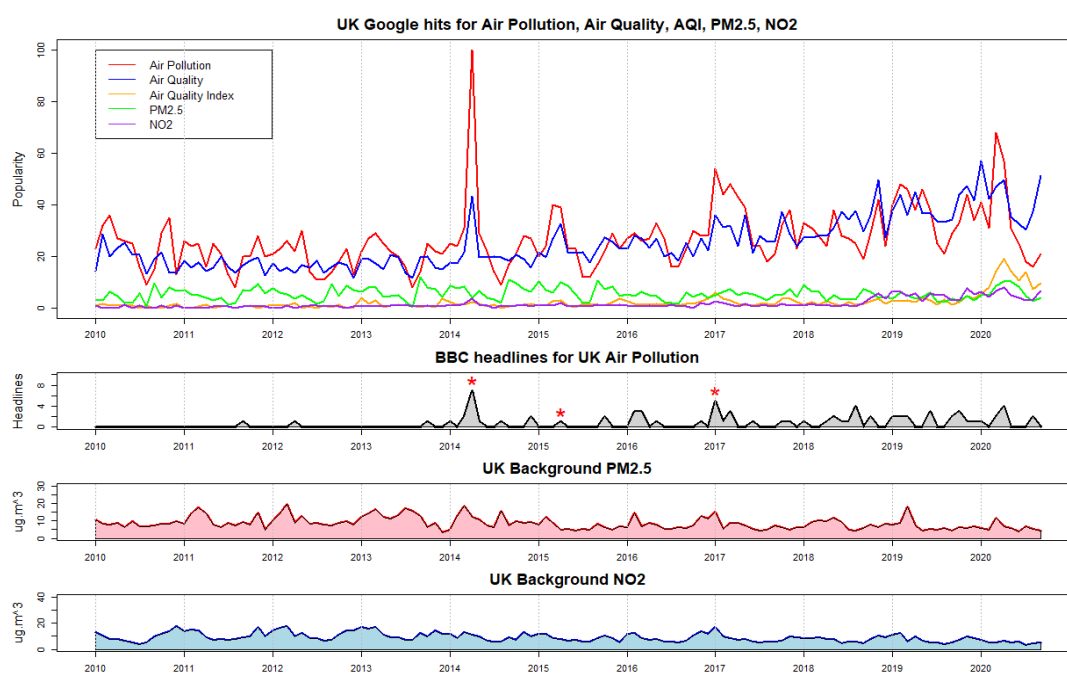 UK Google hits for Air Pollution, Air Quality, AQI, PM2.5, NO2
Popularity
100
80
60
40
20
0
Air Pollution
Air Quality
Air Quality Index
PM2.5
NO2
2010 2011 2012 2013 2014 2015 2016 2017 2018 2019 2020
BBC headlines for UK Air Pollution
Headlines
8
4
0
* * *
2010 2011 2012 2013 2014 2015 2016 2017 2018 2019 2020
UK Background PM2.5
ug.m^3
30
20
10
0
2010 2011 2012 2013 2014 2015 2016 2017 2018 2019 2020
UK Background NO2
ug.m^3
40
20
0
2010 2011 2012 2013 2014 2015 2016 2017 2018 2019 2020